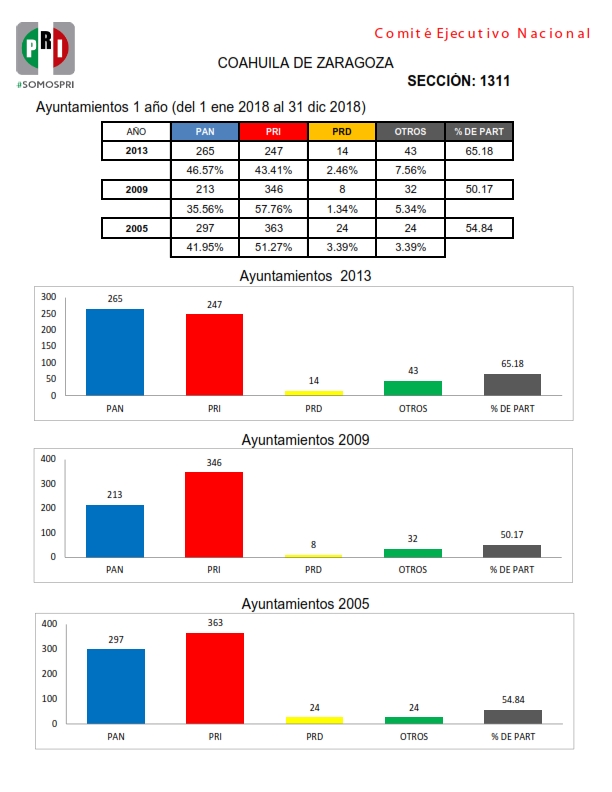 Comité Ejecutivo Nacional
PRI
#SOMOSPRI
COAHUILA DE ZARAGOZA
SECCIÓN: 1311
Ayuntamientos 1 año (del 1 ene 2018 al 31 dic 2018)
AÑO PAN PRI PRD OTROS % DE PART
2013 265 247 14 43 65.18
46.57% 43.41% 2.46% 7.56%
2009 213 346 8 32 50.17
35.56% 57.76% 1.34% 5.34%
2005 297 363 24 24 54.84
41.95% 51.27% 3.39% 3.39%
Ayuntamientos 2013
300
250
200
150
100
50
0
265 247 14 43 65.18
PAN PRI PRD OTROS % DE PART
Ayuntamientos 2009
400
300
200
100
0
213 346 8 32 50.17
PAN PRI PRD OTROS % DE PART
Ayuntamientos 2005
400
300
200
100
0
297 363 24 24 54.84
PAN PRI PRD OTROS % DE PART